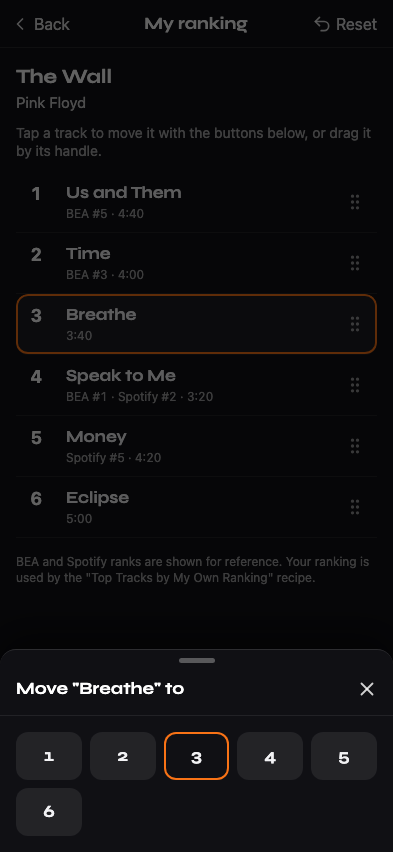 Back
My ranking
Reset
The Wall
Pink Floyd
Tap a track to move it with the buttons below, or drag it
by its handle.
1
Us and Them
BEA #5 · 4:40
2
Time
BEA #3 · 4:00
3
Breathe
3:40
4
Speak to Me
BEA #1 · Spotify #2 · 3:20
5
Money
Spotify #5 · 4:20
6
Eclipse
5:00
BEA and Spotify ranks are shown for reference. Your ranking is
used by the "Top Tracks by My Own Ranking" recipe.
Move "Breathe" to
1 2 3 4 5
6